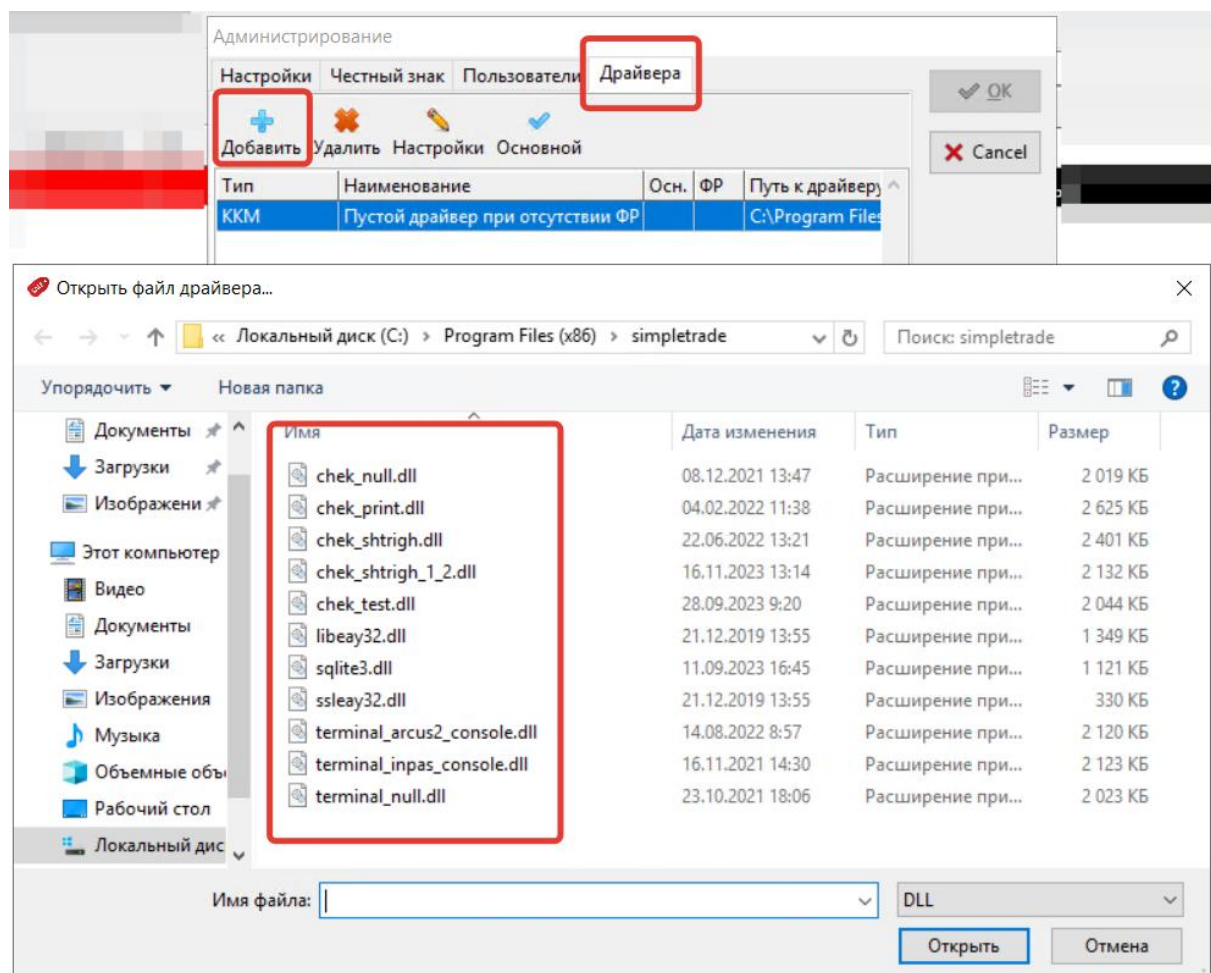 Администрирование
Настройки Честный знак Пользователи Драйвера
OK
Добавить Удалить Настройки Основной
Cancel
Тип Наименование Осн. ФР Путь к драйверу
ККМ Пустой драйвер при отсутствии ФР C:\Program Files
Открыть файл драйвера...
« Локальный диск (C:) › Program Files (x86) › simpletrade Поиск: simpletrade
Упорядочить Новая папка
Документы
Загрузки
Изображени
Этот компьютер
Видео
Документы
Загрузки
Изображения
Музыка
Объемные объ
Рабочий стол
Локальный дис
Имя Дата изменения Тип Размер
chek_null.dll 08.12.2021 13:47 Расширение при... 2 019 КБ
chek_print.dll 04.02.2022 11:38 Расширение при... 2 625 КБ
chek_shtrigh.dll 22.06.2022 13:21 Расширение при... 2 401 КБ
chek_shtrigh_1_2.dll 16.11.2023 13:14 Расширение при... 2 132 КБ
chek_test.dll 28.09.2023 9:20 Расширение при... 2 044 КБ
libeay32.dll 21.12.2019 13:55 Расширение при... 1 349 КБ
sqlite3.dll 11.09.2023 16:45 Расширение при... 1 121 КБ
ssleay32.dll 21.12.2019 13:55 Расширение при... 330 КБ
terminal_arcus2_console.dll 14.08.2022 8:57 Расширение при... 2 120 КБ
terminal_inpas_console.dll 16.11.2021 14:30 Расширение при... 2 123 КБ
terminal_null.dll 23.10.2021 18:06 Расширение при... 2 023 КБ
Имя файла: DLL
Открыть Отмена